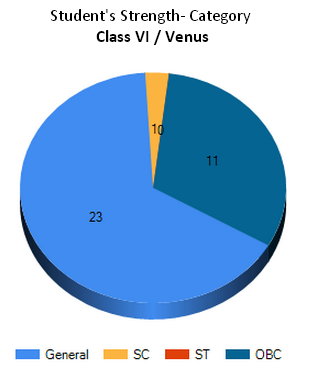 Student's Strength- Category
Class VI / Venus
10
11
23
General SC ST OBC